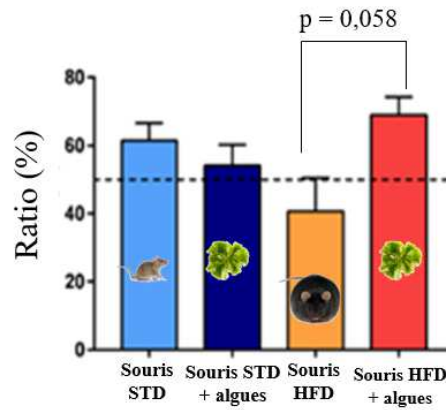 p = 0,058
Ratio (%)
80
60
40
20
0
Souris
STD
Souris STD
+ algues
Souris
HFD
Souris HFD
+ algues